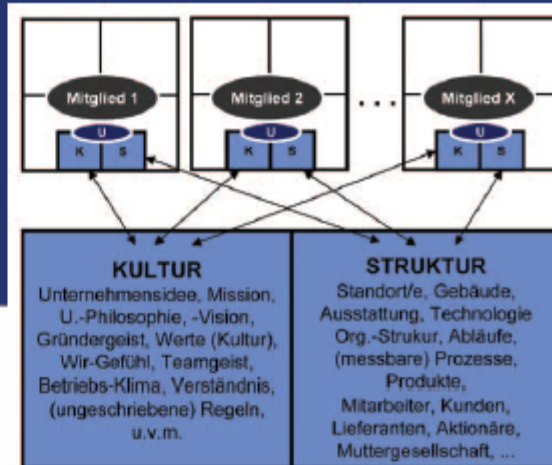 Mitglied 1
Mitglied 2
...
Mitglied X
U
K S
U
K S
U
K S
KULTUR
Unternehmensidee, Mission,
U.-Philosophie, -Vision,
Gründergeist, Werte (Kultur),
Wir-Gefühl, Teamgeist,
Betriebs-Klima, Verständnis,
(ungeschriebene) Regeln,
u.v.m.
STRUKTUR
Standort/e, Gebäude,
Ausstattung, Technologie
Org.-Strukur, Abläufe,
(messbare) Prozesse,
Produkte,
Mitarbeiter, Kunden,
Lieferanten, Aktionäre,
Muttergesellschaft, ...